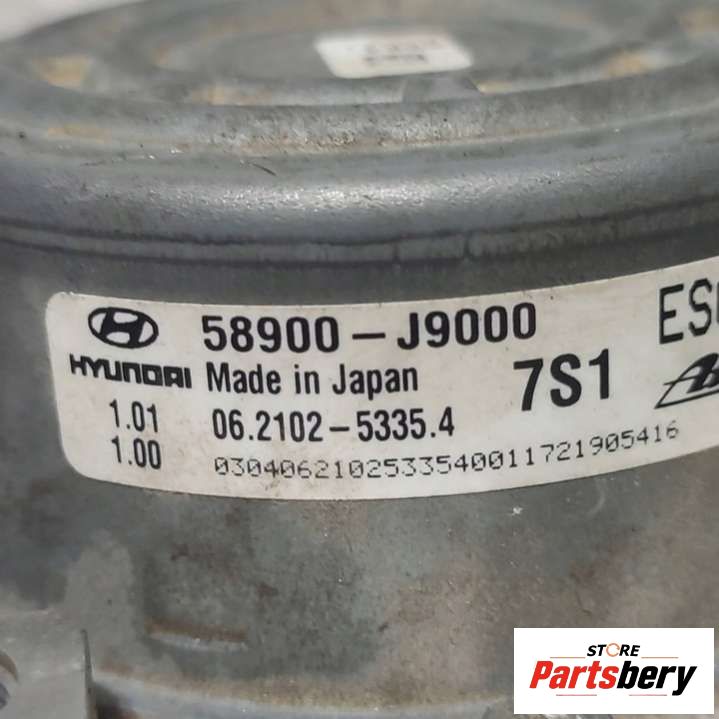 58900-J9000
HYUNDAI Made in Japan 7S1
1.01 06.2102-5335.4
1.00 0304062102533540011721905416
STORE
Partsbery